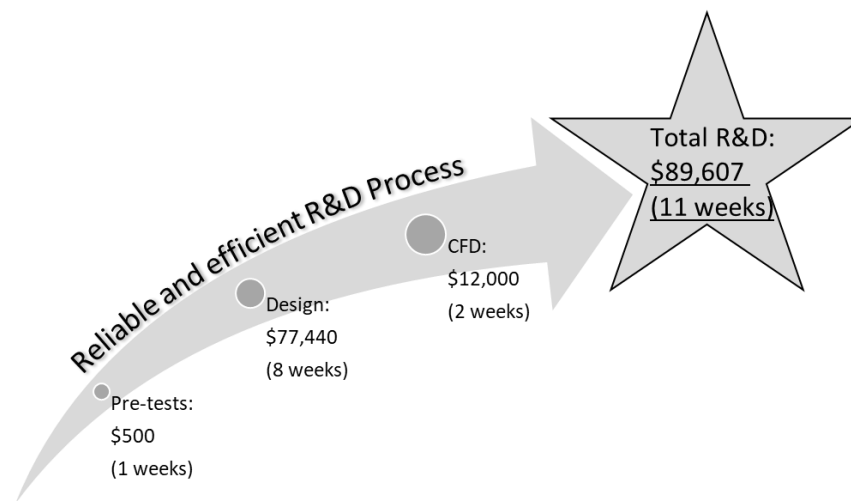 Reliable and efficient R&D Process
Pre-tests:
$500
(1 weeks)
Design:
$77,440
(8 weeks)
CFD:
$12,000
(2 weeks)
Total R&D:
$89,607
(11 weeks)